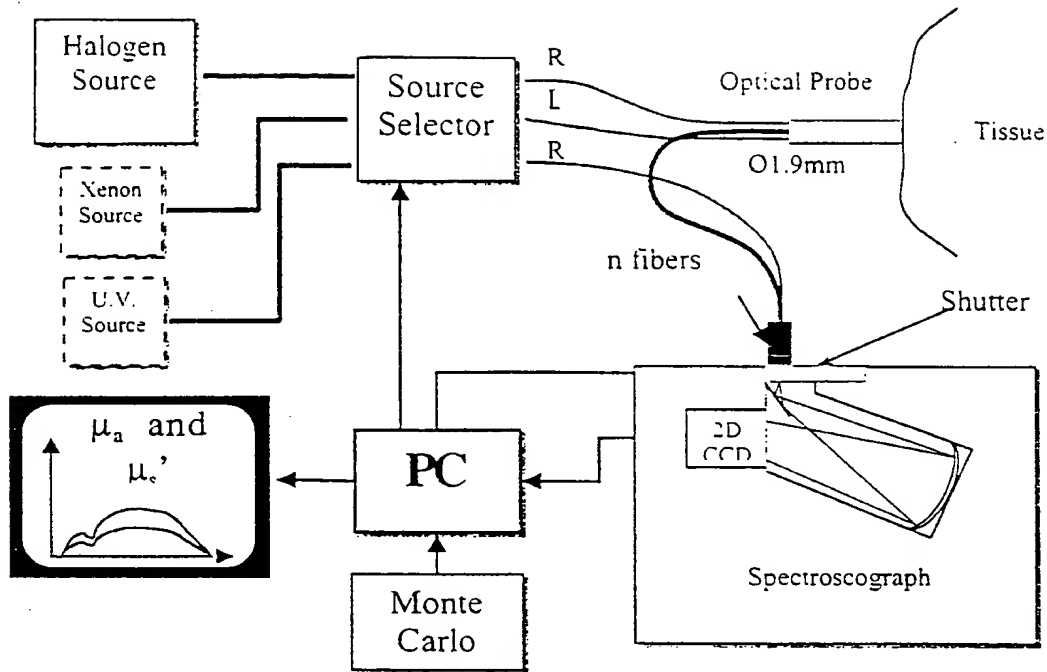 Halogen
Source
Source
Selector
R
L
R
Optical Probe
Tissue
O1.9mm
Xenon
Source
U.V.
Source
n fibers
Shutter
μa and
μs’
PC
2D
CCD
Spectroscograph
Monte
Carlo